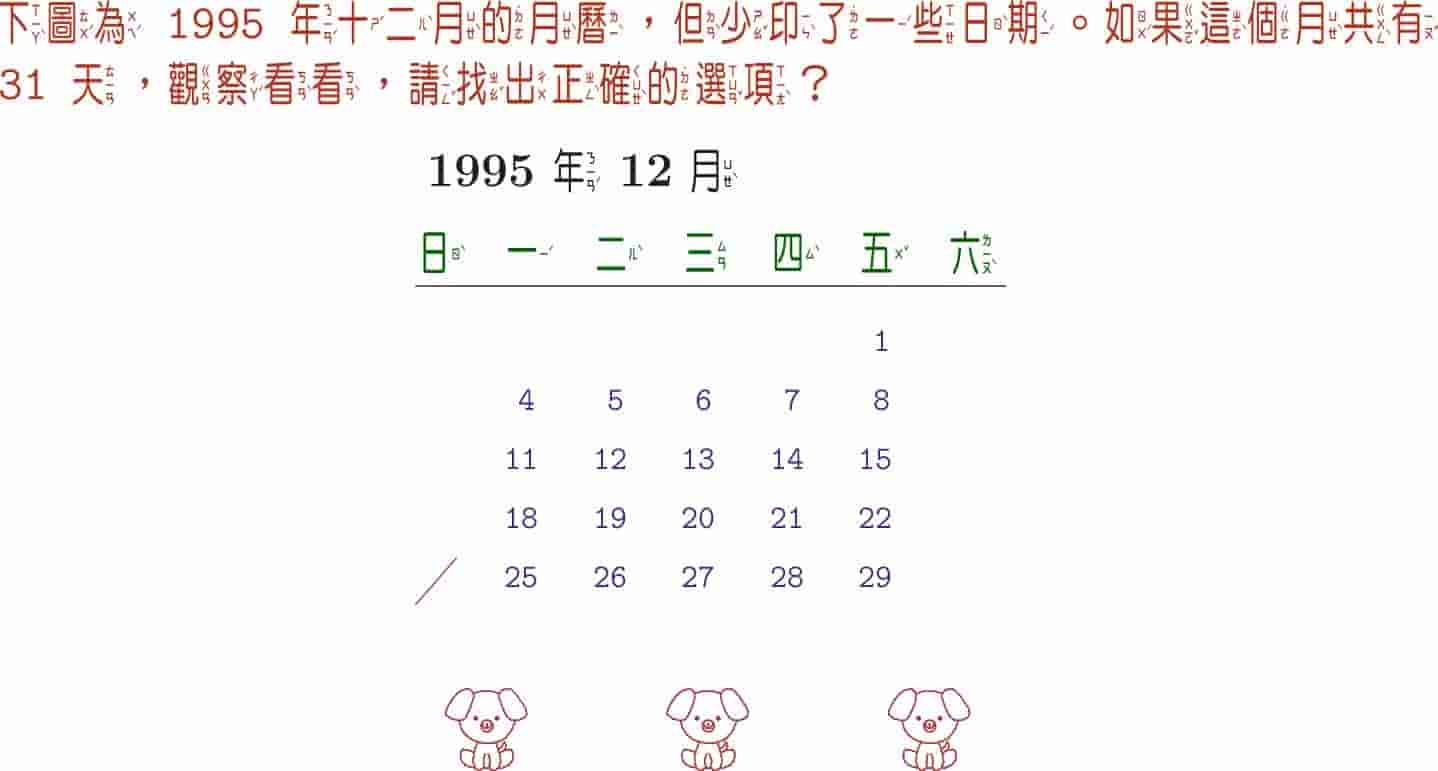 下圖為 1995 年十二月的月曆，但少印了一些日期。如果這個月共有
31 天，觀察看看，請找出正確的選項？
1995 年 12 月
日 一 二 三 四 五 六
1
4 5 6 7 8
11 12 13 14 15
18 19 20 21 22
25 26 27 28 29